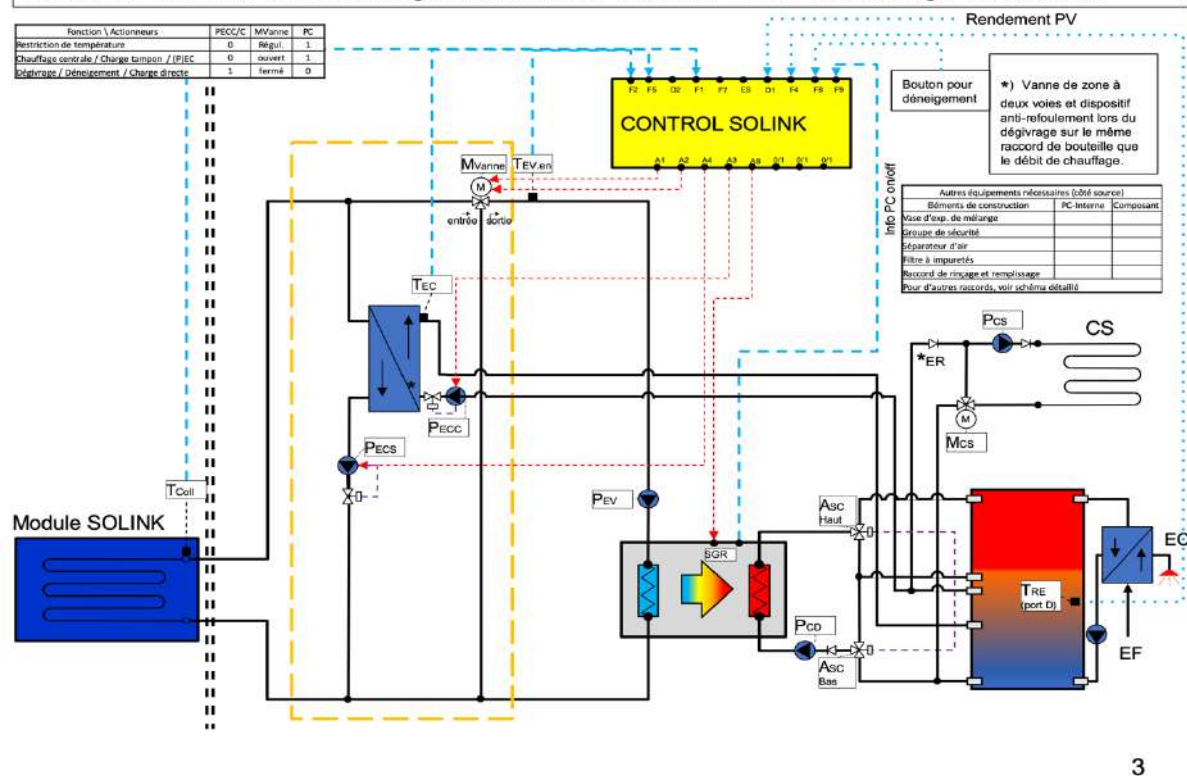 Fonction \ Actionneurs PECC/C MVanne PC
Restriction de température 0 Régul. 1
Chauffage centrale / Charge tampon / (P)EC 0 ouvert 1
Dégivrage / Déneigement / Charge directe 1 fermé 0
Rendement PV
Bouton pour
déneigement
*) Vanne de zone à
deux voies et dispositif
anti-refoulement lors du
dégivrage sur le même
raccord de bouteille que
le débit de chauffage.
F2 F5 D2 F1 F7 E8 D1 F4 F8 F9
CONTROL SOLINK
A1 A2 A4 A3 A8 0/1 0/1 0/1
Info PC on/off
Autres équipements nécessaires (côté source)
Eléments de construction PC-Interne Composant
Vase d'exp. de mélange
Groupe de sécurité
Séparateur d'air
Filtre à impuretés
Raccord de rinçage et remplissage
Pour d'autres raccords, voir schéma détaillé
MVanne
TEV.en
M
entrée sortie
TEC
*
PECC
PECS
TColl
Module SOLINK
PEV
SGR
PCS
CS
*ER
M
MCS
ASC
Haut
PCD
ASC
Bas
TRE
(port D)
EC
EF
3